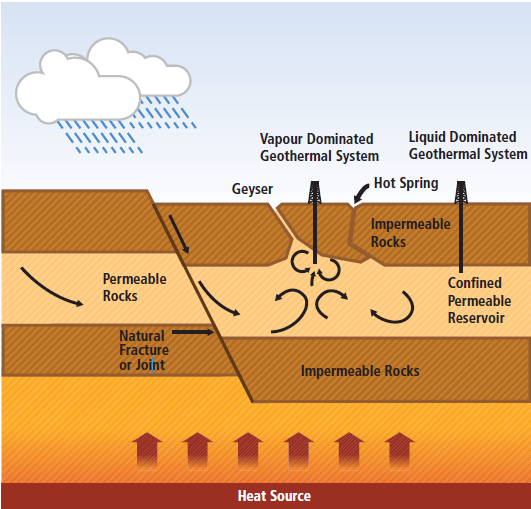 Vapour Dominated
Geothermal System
Liquid Dominated
Geothermal System
Geyser
Hot Spring
Impermeable
Rocks
Permeable
Rocks
Confined
Permeable
Reservoir
Natural
Fracture
or Joint
Impermeable Rocks
Heat Source